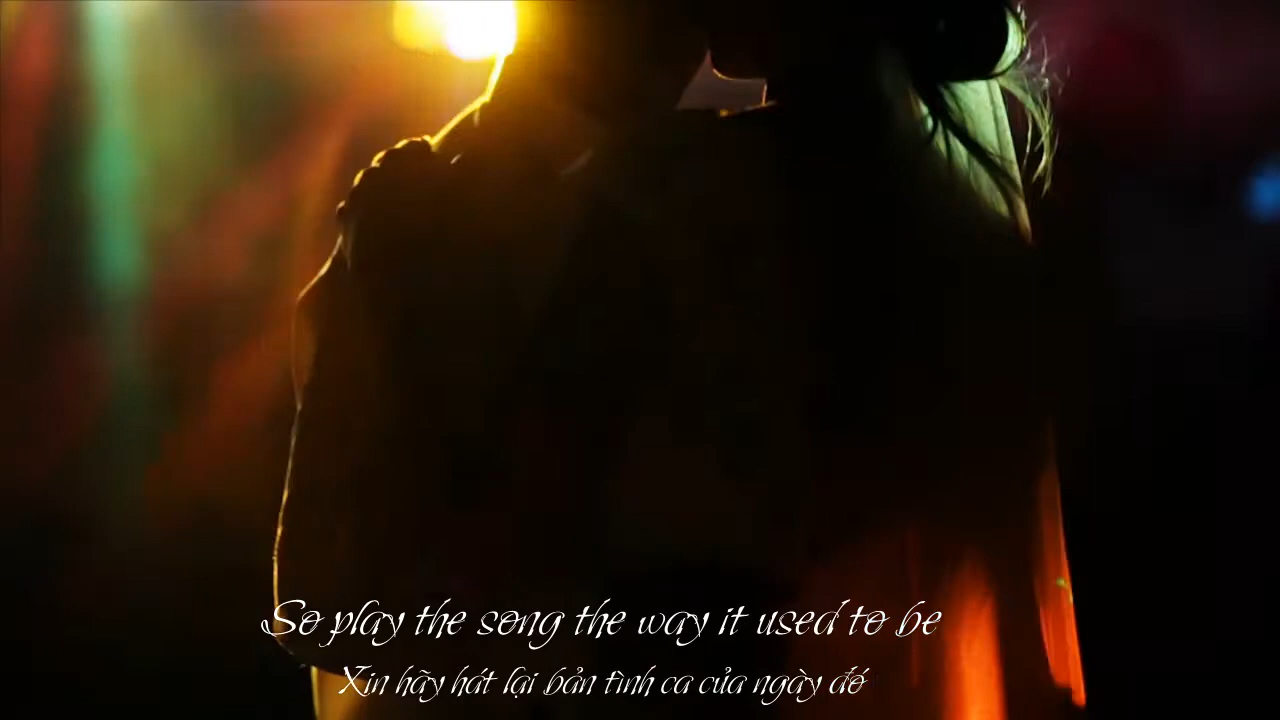 So play the song the way it used to be
Xin hãy hát lại bản tình ca của ngày đó